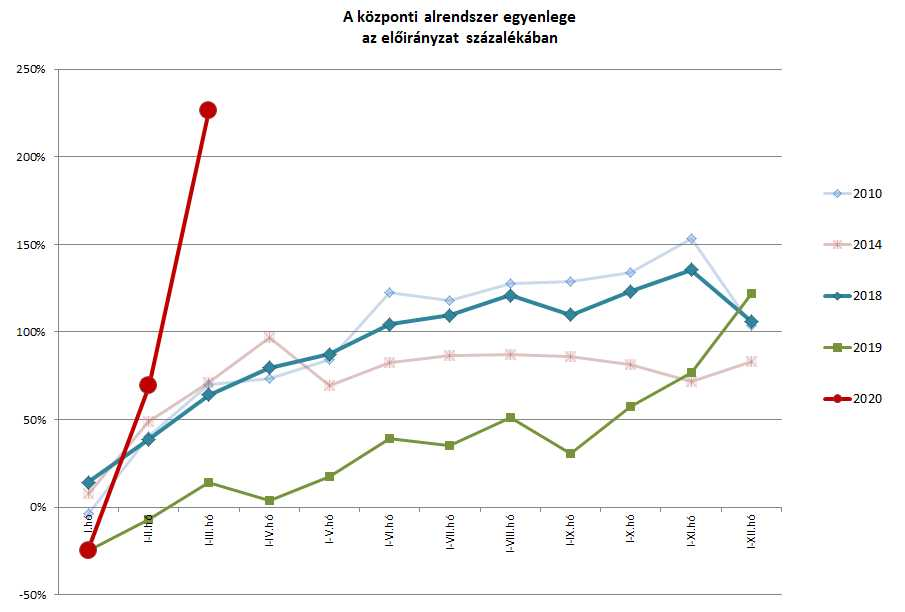 A központi alrendszer egyenlege
az előirányzat százalékában
250%
200%
150%
100%
50%
0%
-50%
I.hó
I-II.hó
I-III.hó
I-IV.hó
I-V.hó
I-VI.hó
I-VII.hó
I-VIII.hó
I-IX.hó
I-X.hó
I-XI.hó
I-XII.hó
2010
2014
2018
2019
2020